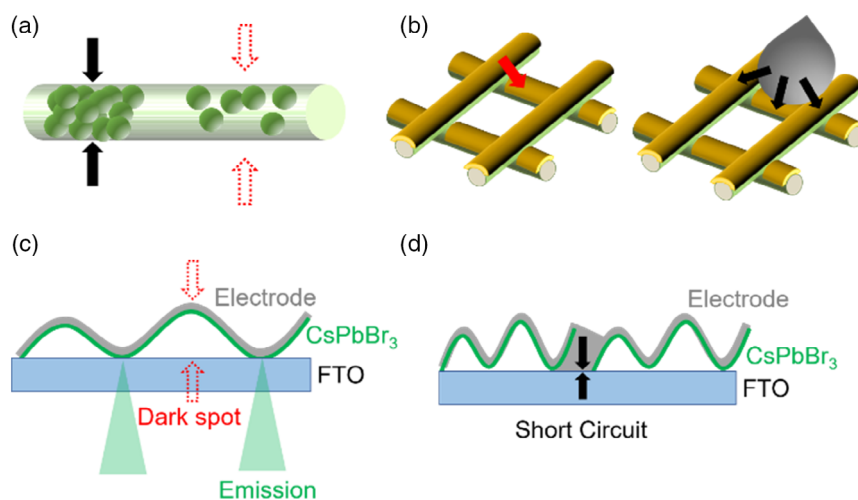 (a)
(b)
(c)
Electrode
CsPbBr₃
FTO
Dark spot
Emission
(d)
Electrode
CsPbBr₃
FTO
Short Circuit